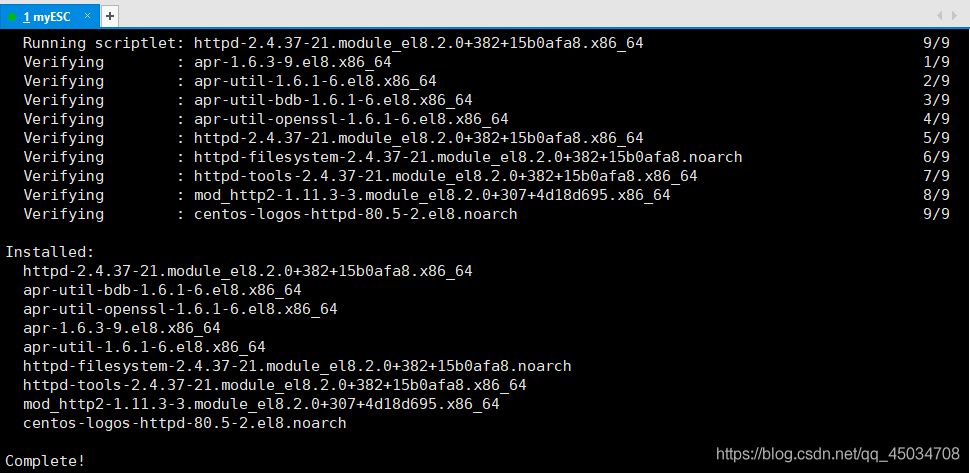 1 myESC × +
Running scriptlet: httpd-2.4.37-21.module_el8.2.0+382+15b0afa8.x86_64 9/9
Verifying : apr-1.6.3-9.el8.x86_64 1/9
Verifying : apr-util-1.6.1-6.el8.x86_64 2/9
Verifying : apr-util-bdb-1.6.1-6.el8.x86_64 3/9
Verifying : apr-util-openssl-1.6.1-6.el8.x86_64 4/9
Verifying : httpd-2.4.37-21.module_el8.2.0+382+15b0afa8.x86_64 5/9
Verifying : httpd-filesystem-2.4.37-21.module_el8.2.0+382+15b0afa8.noarch 6/9
Verifying : httpd-tools-2.4.37-21.module_el8.2.0+382+15b0afa8.x86_64 7/9
Verifying : mod_http2-1.11.3-3.module_el8.2.0+307+4d18d695.x86_64 8/9
Verifying : centos-logos-httpd-80.5-2.el8.noarch 9/9
Installed:
httpd-2.4.37-21.module_el8.2.0+382+15b0afa8.x86_64
apr-util-bdb-1.6.1-6.el8.x86_64
apr-util-openssl-1.6.1-6.el8.x86_64
apr-1.6.3-9.el8.x86_64
apr-util-1.6.1-6.el8.x86_64
httpd-filesystem-2.4.37-21.module_el8.2.0+382+15b0afa8.noarch
httpd-tools-2.4.37-21.module_el8.2.0+382+15b0afa8.x86_64
mod_http2-1.11.3-3.module_el8.2.0+307+4d18d695.x86_64
centos-logos-httpd-80.5-2.el8.noarch
Complete!
https://blog.csdn.net/qq_45034708